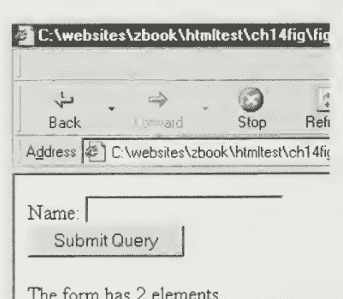 C:\websites\zbook\htmltest\ch14fig\fig
Back Forward Stop Refr
Address C:\websites\zbook\htmltest\ch14fig
Name:
Submit Query
The form has 2 elements